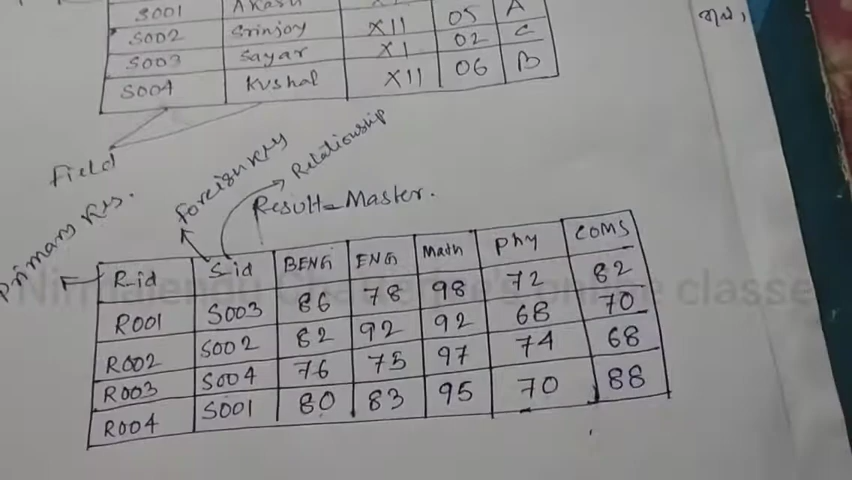 S001 Akash
S002 Srinjoy XII 05 A
S003 Sayar XI 02 C
S004 Kushal XII 06 B
Field
Primary Key.
Foreign Key
Relationship
Result_Master.
Rid Sid BENG ENG Math Phy COMS
R001 S003 86 78 98 72 82
R002 S002 82 92 92 68 70
R003 S004 76 75 97 74 68
R004 S001 80 83 95 70 88